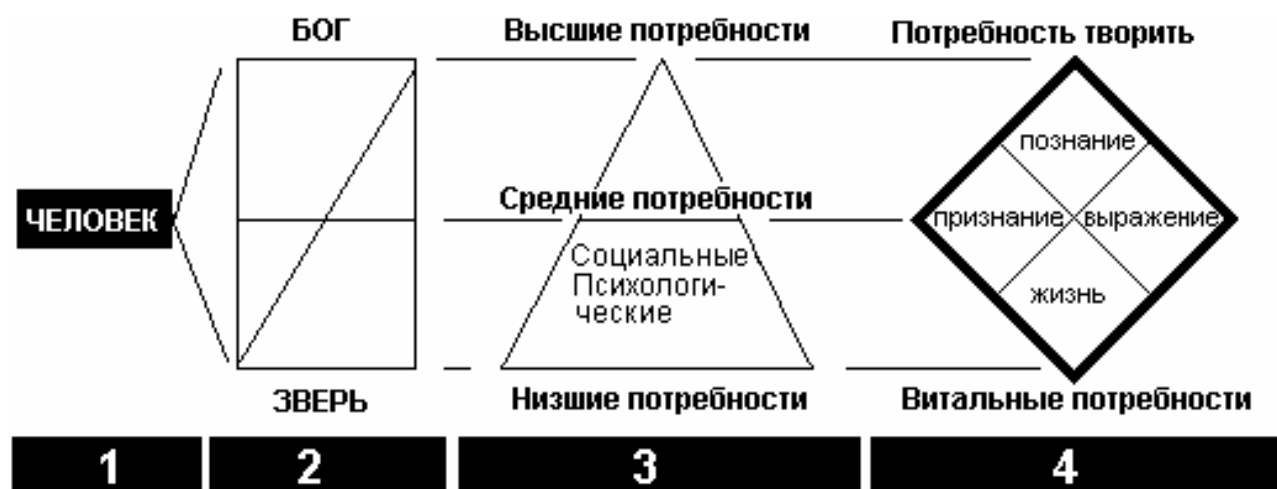 БОГ
Высшие потребности
Потребность творить
познание
ЧЕЛОВЕК
Средние потребности
признание
выражение
Социальные
Психологи-
ческие
жизнь
ЗВЕРЬ
Низшие потребности
Витальные потребности
1
2
3
4